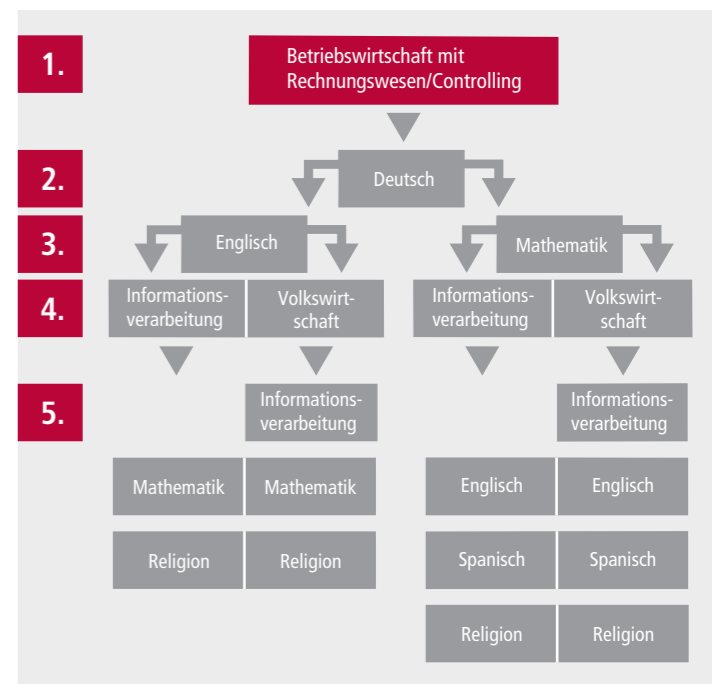 1.
Betriebswirtschaft mit
Rechnungswesen/Controlling
2.
Deutsch
3.
Englisch
Mathematik
4.
Informations-
verarbeitung
Volkswirt-
schaft
Informations-
verarbeitung
Volkswirt-
schaft
5.
Informations-
verarbeitung
Informations-
verarbeitung
Mathematik
Mathematik
Englisch
Englisch
Religion
Religion
Spanisch
Spanisch
Religion
Religion